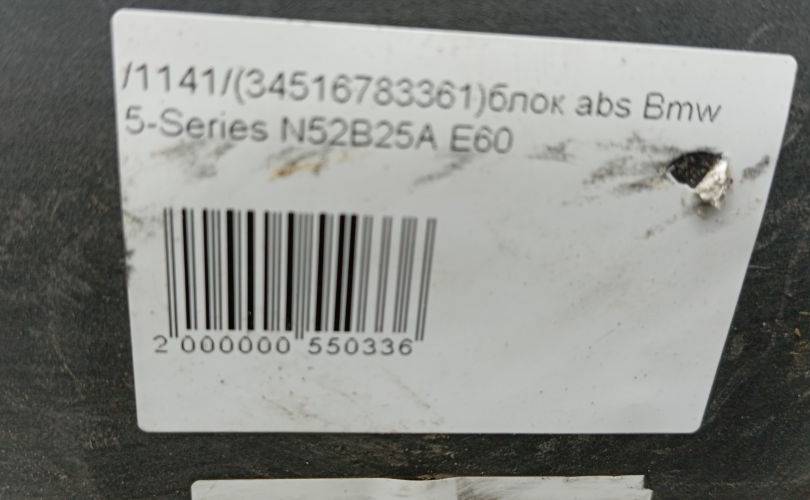 /1141/(34516783361)блок abs Bmw
5-Series N52B25A E60
2 000000 550336